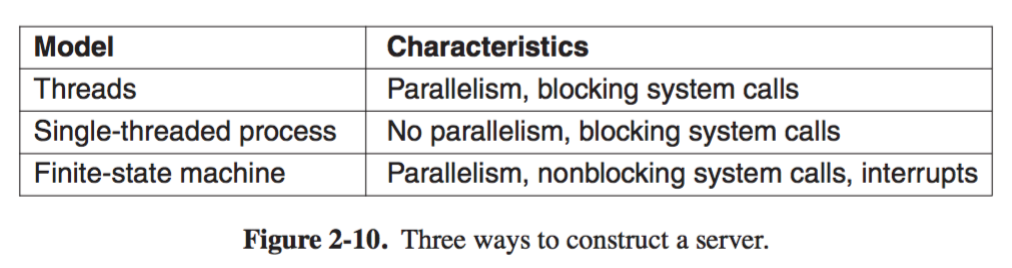 Model Characteristics
Threads Parallelism, blocking system calls
Single-threaded process No parallelism, blocking system calls
Finite-state machine Parallelism, nonblocking system calls, interrupts
Figure 2-10. Three ways to construct a server.